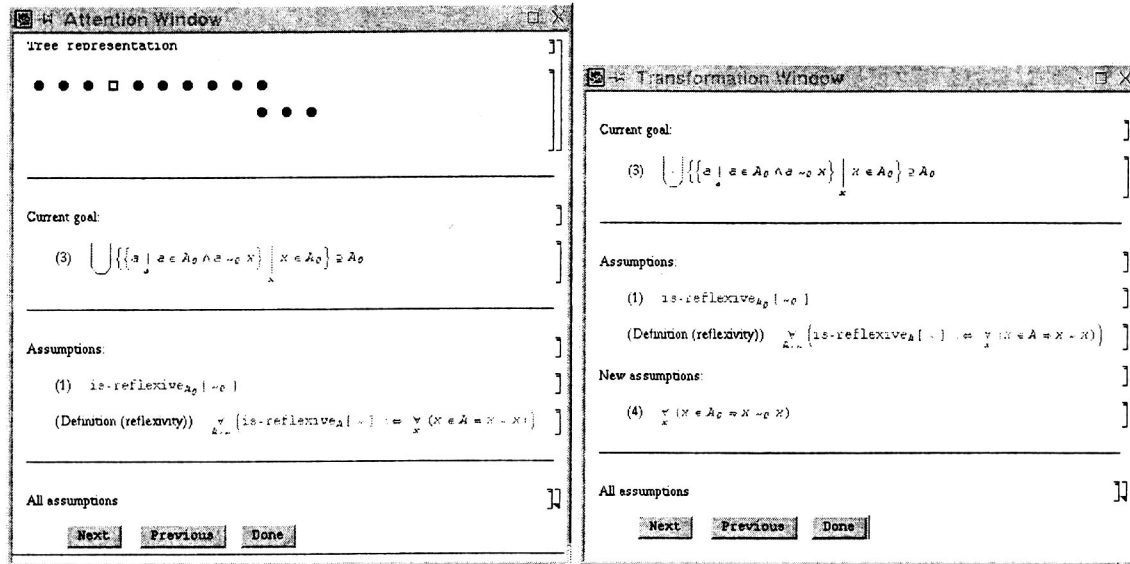 Attention Window
Tree representation
Current goal:
(3) ⋃ {{a | a ∈ A₀ ∧ a ~₀ x} | x ∈ A₀} ⊇ A₀
a
x
Assumptions:
(1) is-reflexive_A₀ [~₀]
(Definition (reflexivity)) ∀ (is-reflexive_A [~] :⇔ ∀ (x ∈ A ⇒ x ~ x))
A,~ x
All assumptions
Next Previous Done
Transformation Window
Current goal:
(3) ⋃ {{a | a ∈ A₀ ∧ a ~₀ x} | x ∈ A₀} ⊇ A₀
a
x
Assumptions:
(1) is-reflexive_A₀ [~₀]
(Definition (reflexivity)) ∀ (is-reflexive_A [~] :⇔ ∀ (x ∈ A ⇒ x ~ x))
A,~ x
New assumptions:
(4) ∀ (x ∈ A₀ ⇒ x ~₀ x)
x
All assumptions
Next Previous Done